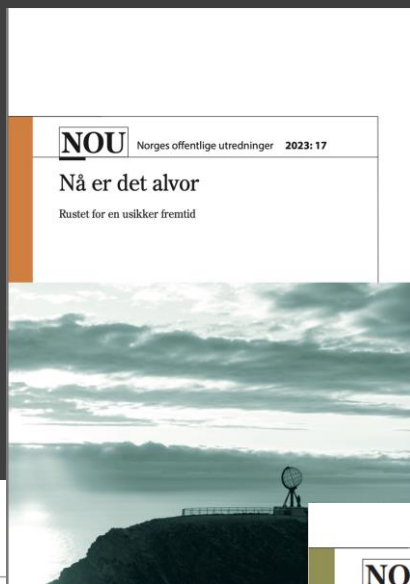 NOU Norges offentlige utredninger 2023: 17
Nå er det alvor
Rustet for en usikker fremtid
NO